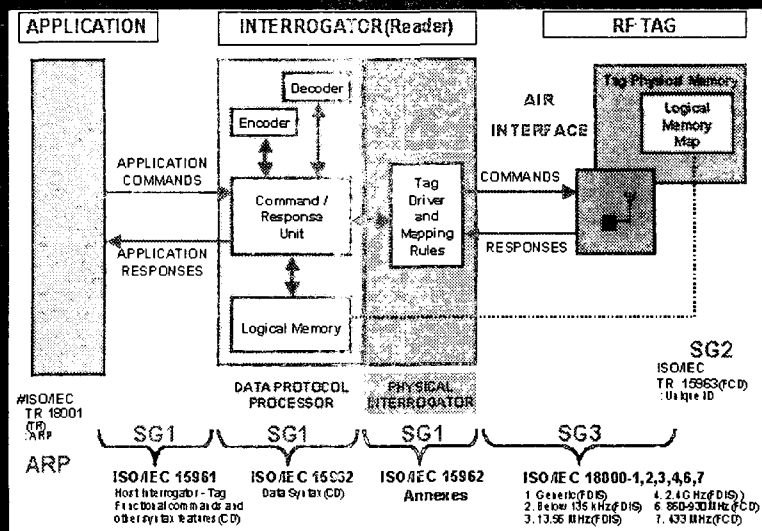 APPLICATION
INTERROGATOR(Reader)
RF TAG
Decoder
Encoder
Tag Physical Memory
Logical
Memory
Map
AIR
INTERFACE
APPLICATION
COMMANDS
Command /
Response
Unit
Tag
Driver
and
Mapping
Rules
COMMANDS
RESPONSES
APPLICATION
RESPONSES
Logical Memory
DATA PROTOCOL
PROCESSOR
PHYSICAL
INTERROGATOR
SG2
ISO/IEC
TR 15963(FCD)
:Unique ID
#ISO/IEC
TR 18001
(TR)
:ARP
ARP
SG1
SG1
SG1
SG3
ISO/IEC 15961
Host Interrogator - Tag
Functional commands and
other syntax features (CD)
ISO/IEC 15962
Data Syntax (CD)
ISO/IEC 15962
Annexes
ISO/IEC 18000-1,2,3,4,6,7
1. Generic(FDIS)
2. Below 135 kHz(FDIS)
3. 13.56 MHz(FDIS)
4. 2.4 GHz(FDIS))
6. 860-930MHz(FCD)
7. 433 MHz(FCD)